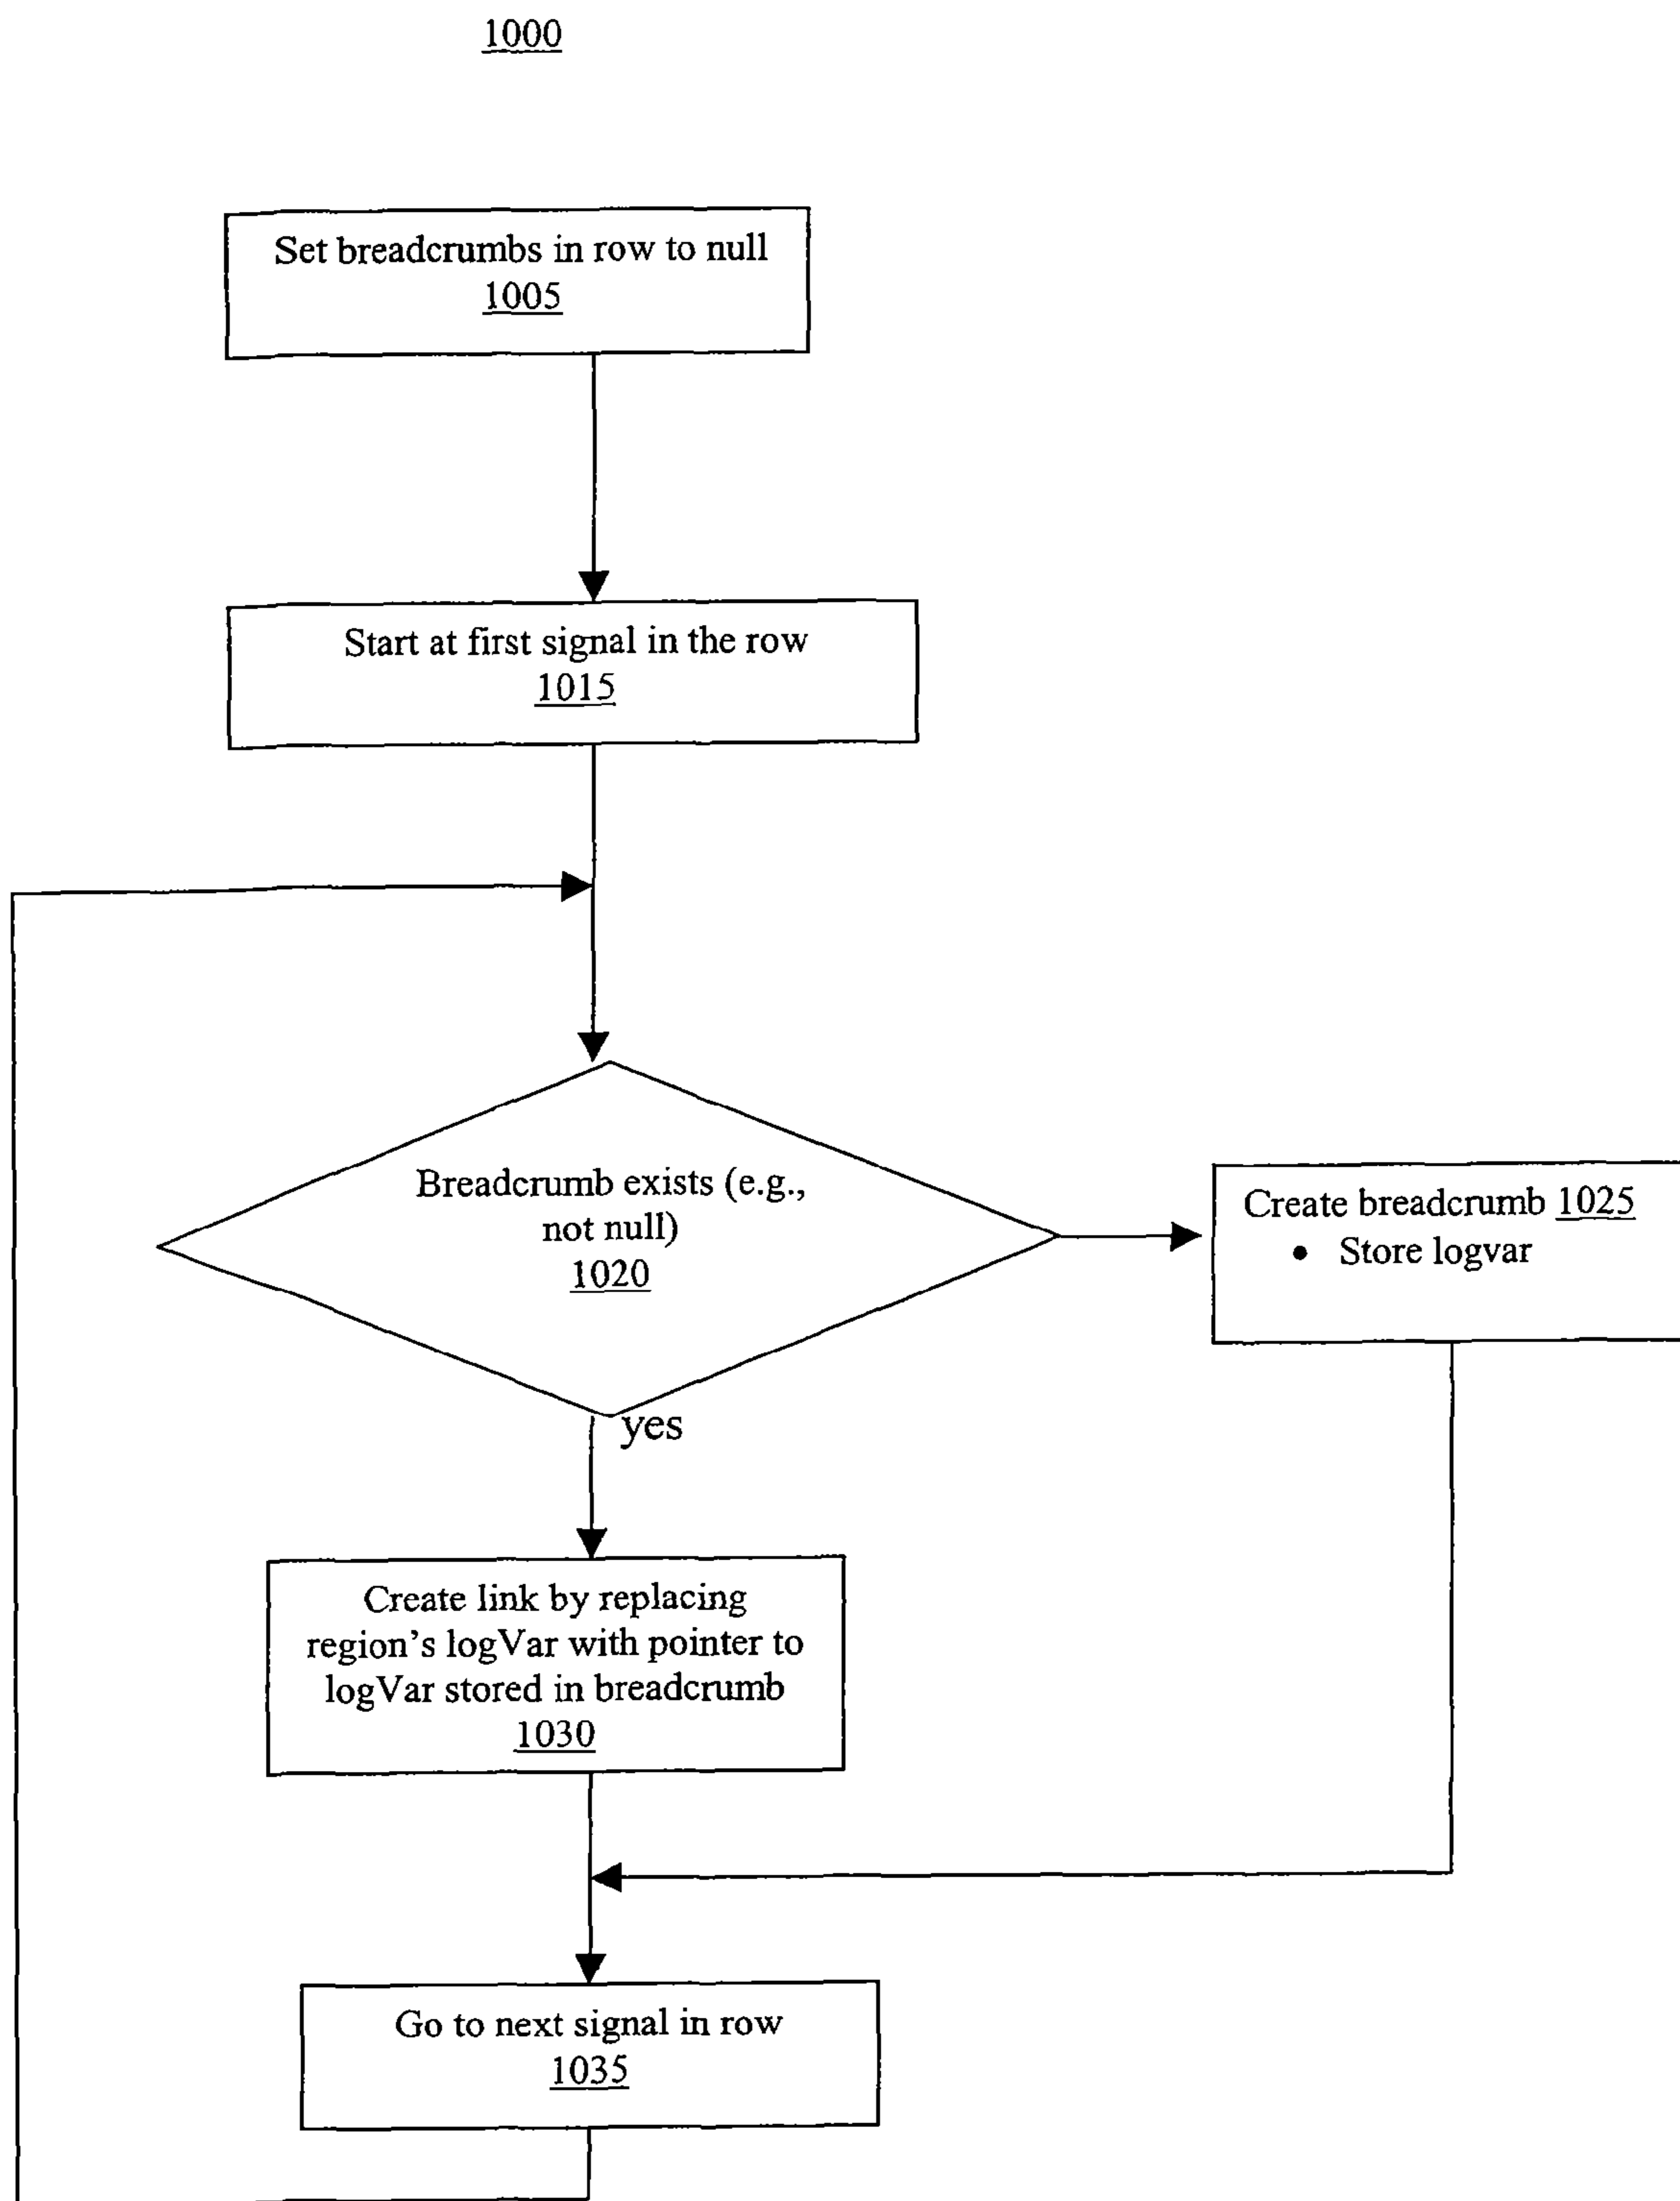 1000
Set breadcrumbs in row to null
1005
Start at first signal in the row
1015
Breadcrumb exists (e.g.,
not null)
1020
Create breadcrumb 1025
• Store logvar
yes
Create link by replacing
region's logVar with pointer to
logVar stored in breadcrumb
1030
Go to next signal in row
1035